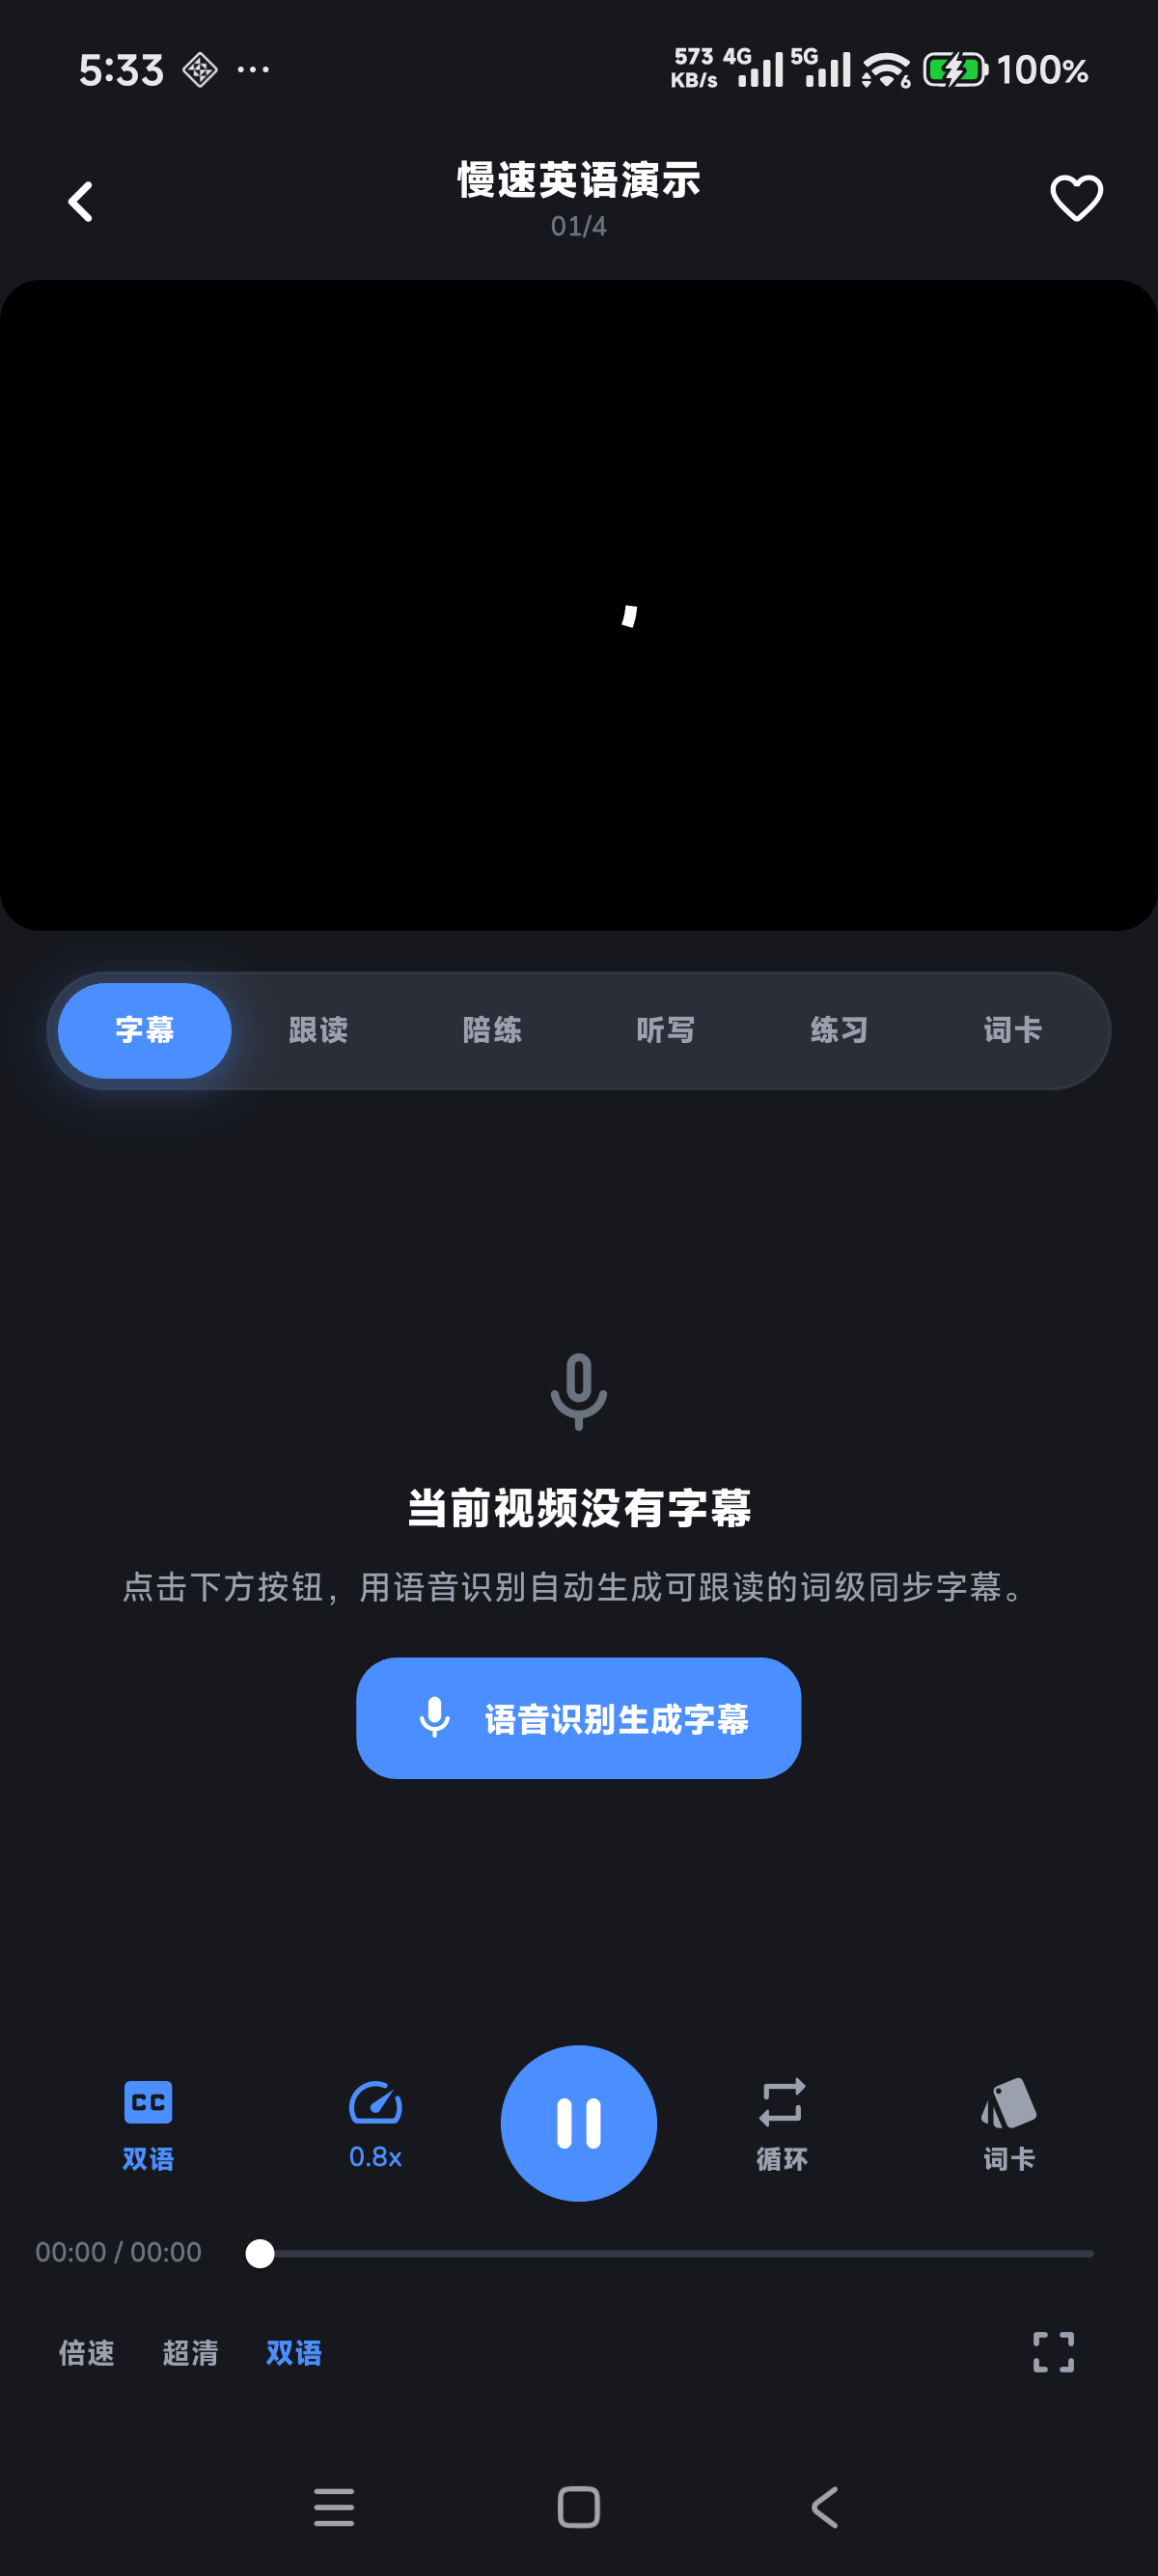 5:33 ... 573 KB/s 4G 5G 6 100%
慢速英语演示
01/4
字幕 跟读 陪练 听写 练习 词卡
当前视频没有字幕
点击下方按钮，用语音识别自动生成可跟读的词级同步字幕。
语音识别生成字幕
CC
双语 0.8x 循环 词卡
00:00 / 00:00
倍速 超清 双语